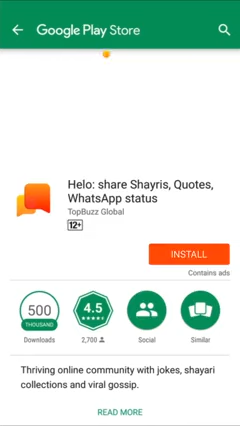 Google Play Store
Helo: share Shayris, Quotes,
WhatsApp status
TopBuzz Global
12+
INSTALL
Contains ads
500
THOUSAND
4.5
Downloads
2,700
Social
Similar
Thriving online community with jokes, shayari
collections and viral gossip.
READ MORE